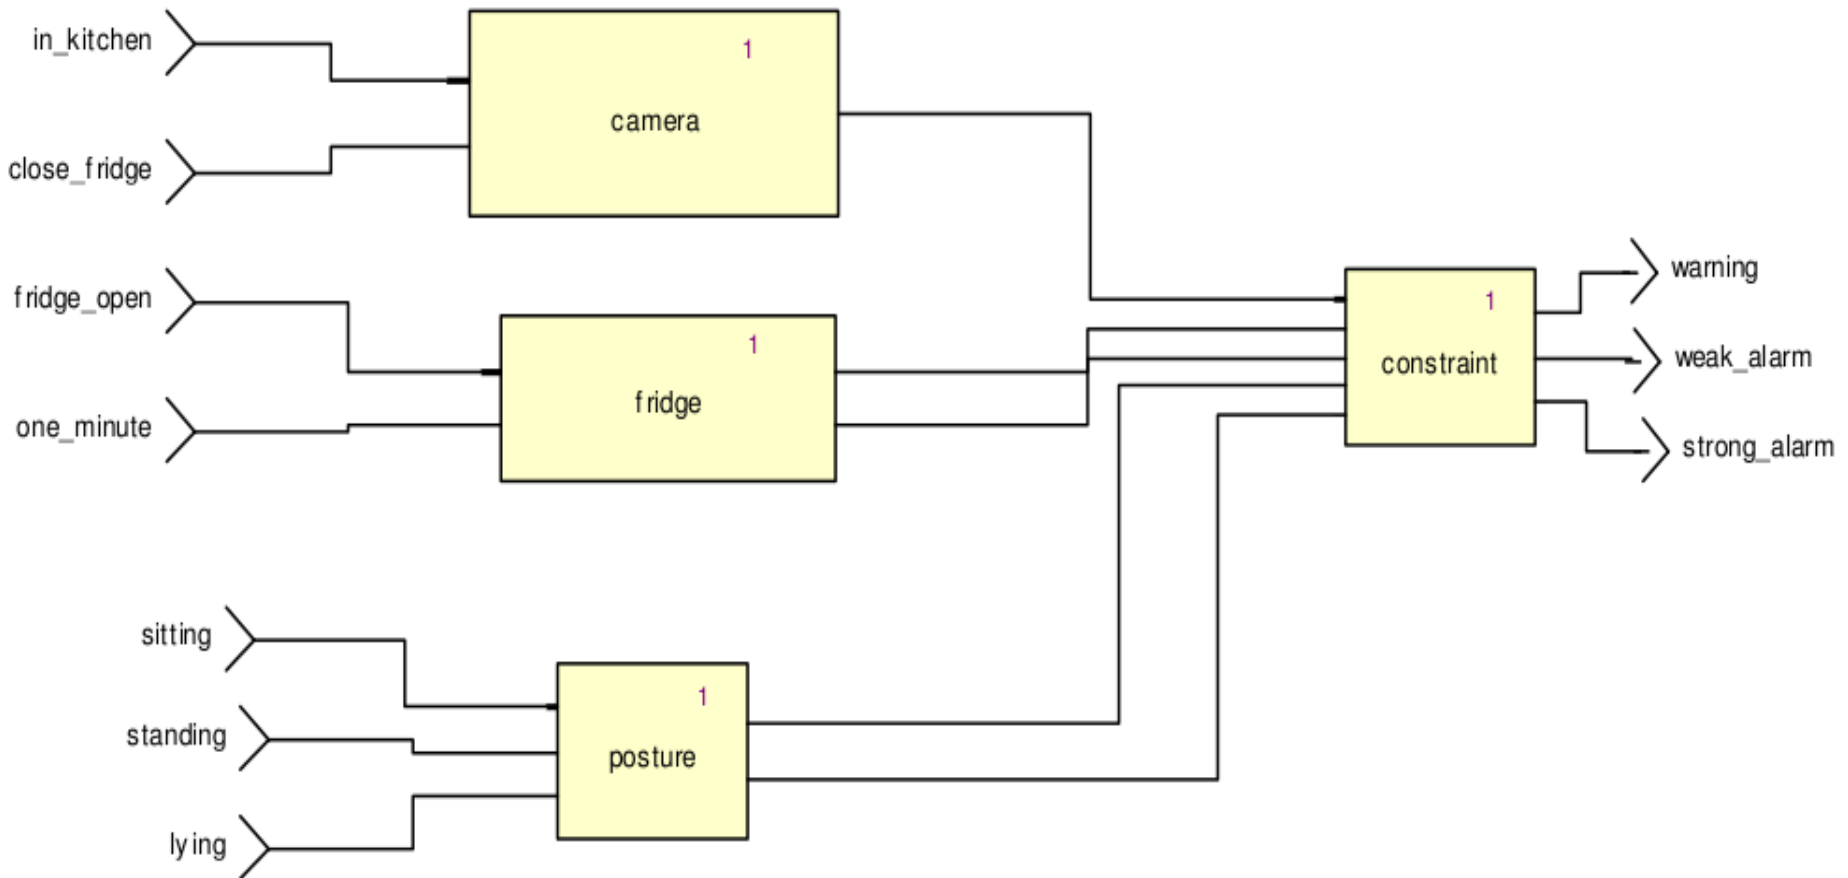 in_kitchen
1
camera
close_fridge
warning
fridge_open
1
1
fridge
constraint
weak_alarm
one_minute
strong_alarm
sitting
1
standing
posture
lying